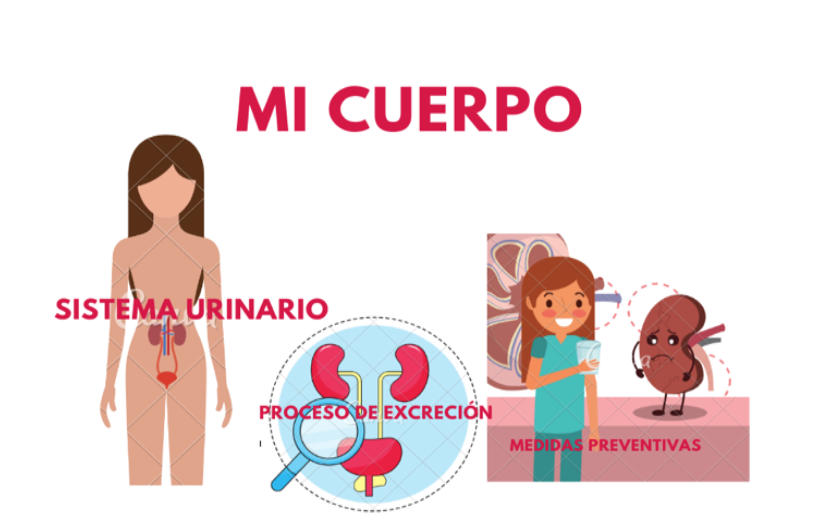 MI CUERPO
SISTEMA URINARIO
PROCESO DE EXCRECIÓN
MEDIDAS PREVENTIVAS